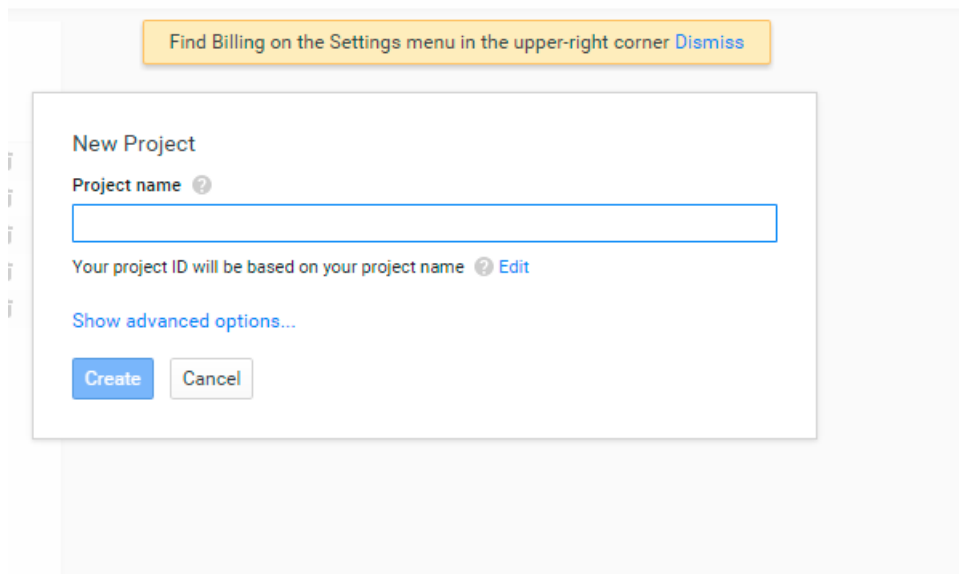 Find Billing on the Settings menu in the upper-right corner Dismiss
New Project
Project name ?
Your project ID will be based on your project name ? Edit
Show advanced options...
Create Cancel